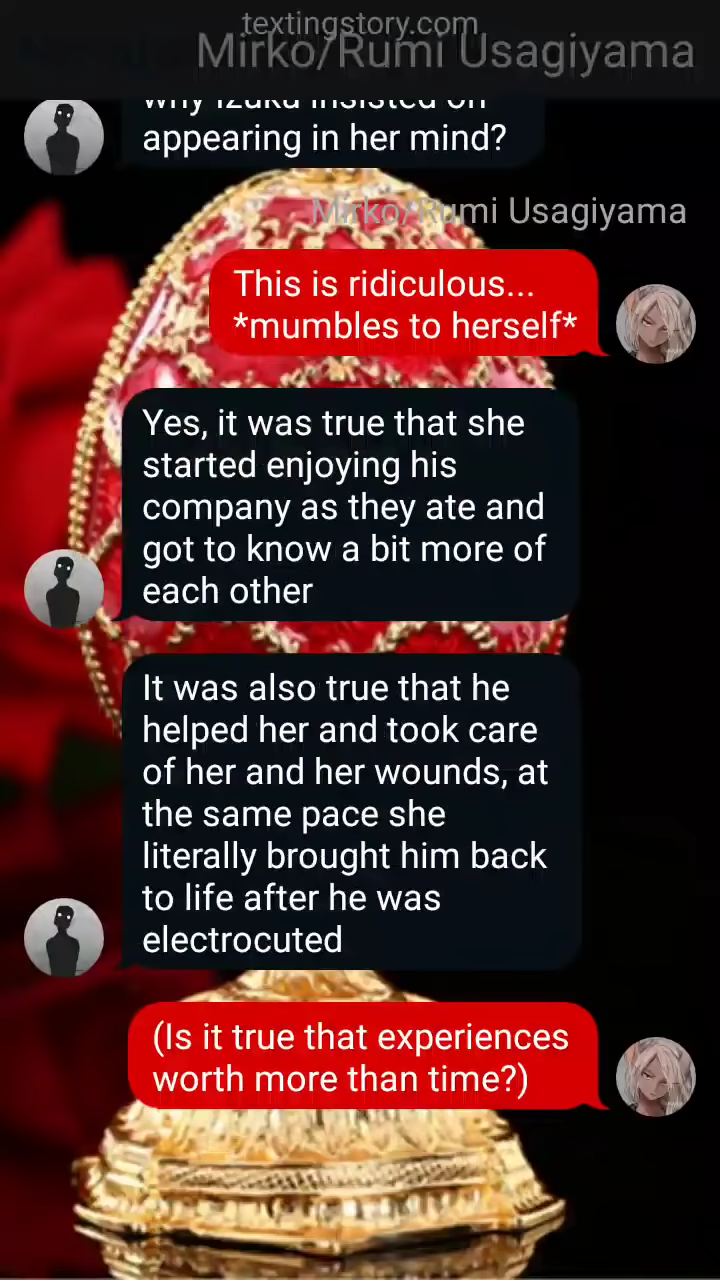 textingstory.com
Mirko/Rumi Usagiyama
why Izuku insisted on
appearing in her mind?
Mirko/Rumi Usagiyama
This is ridiculous...
*mumbles to herself*
Yes, it was true that she
started enjoying his
company as they ate and
got to know a bit more of
each other
It was also true that he
helped her and took care
of her and her wounds, at
the same pace she
literally brought him back
to life after he was
electrocuted
(Is it true that experiences
worth more than time?)